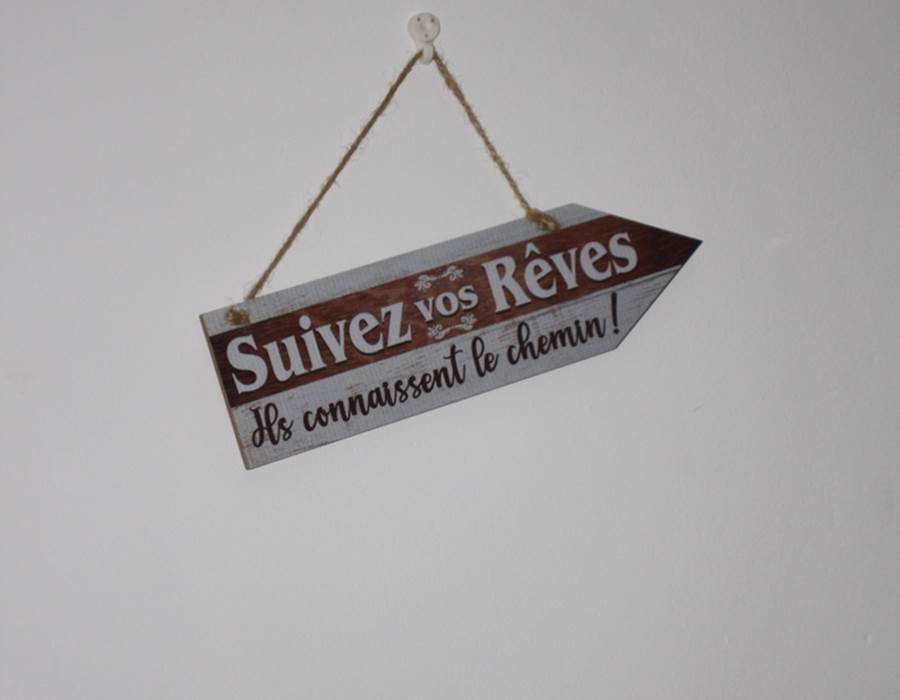 Suivez vos Rêves
Ils connaissent le chemin!